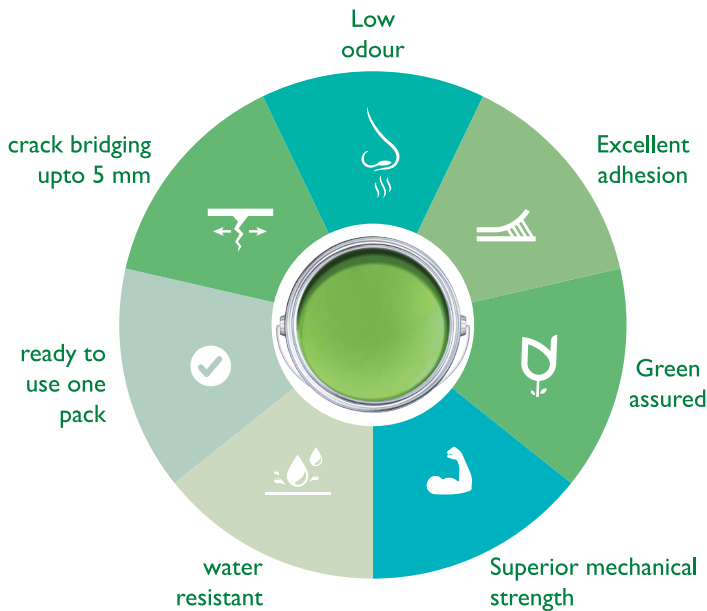 Low
odour
Excellent
adhesion
Green
assured
Superior mechanical
strength
water
resistant
ready to
use one
pack
crack bridging
upto 5 mm